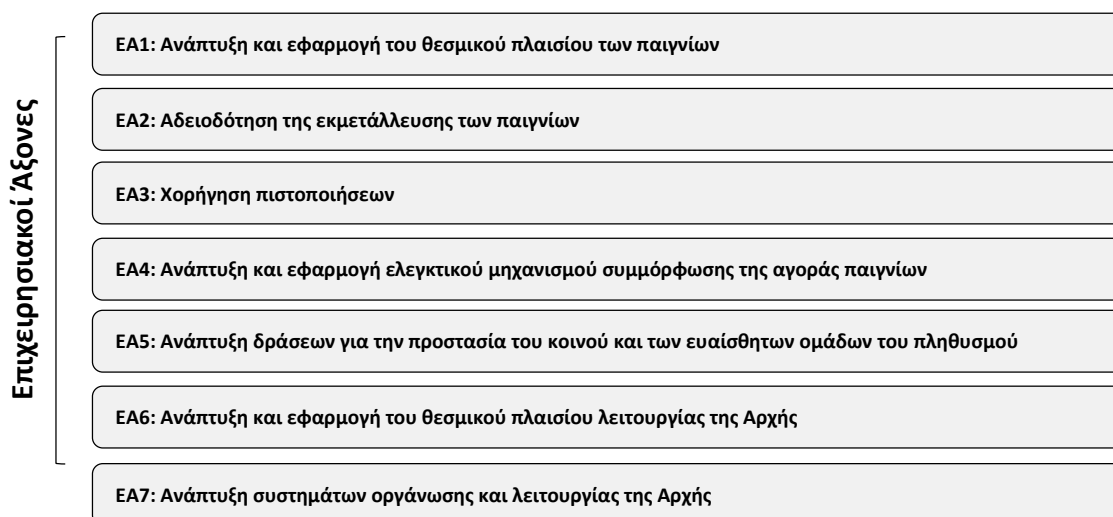 Επιχειρησιακοί Άξονες
ΕΑ1: Ανάπτυξη και εφαρμογή του θεσμικού πλαισίου των παιγνίων
ΕΑ2: Αδειοδότηση της εκμετάλλευσης των παιγνίων
ΕΑ3: Χορήγηση πιστοποιήσεων
ΕΑ4: Ανάπτυξη και εφαρμογή ελεγκτικού μηχανισμού συμμόρφωσης της αγοράς παιγνίων
ΕΑ5: Ανάπτυξη δράσεων για την προστασία του κοινού και των ευαίσθητων ομάδων του πληθυσμού
ΕΑ6: Ανάπτυξη και εφαρμογή του θεσμικού πλαισίου λειτουργίας της Αρχής
ΕΑ7: Ανάπτυξη συστημάτων οργάνωσης και λειτουργίας της Αρχής